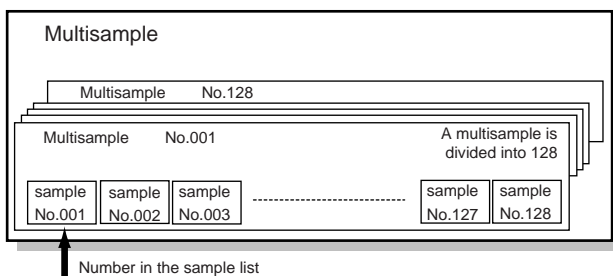 Multisample
Multisample No.128
Multisample No.001
A multisample is
divided into 128
sample sample sample sample sample
No.001 No.002 No.003 No.127 No.128
Number in the sample list